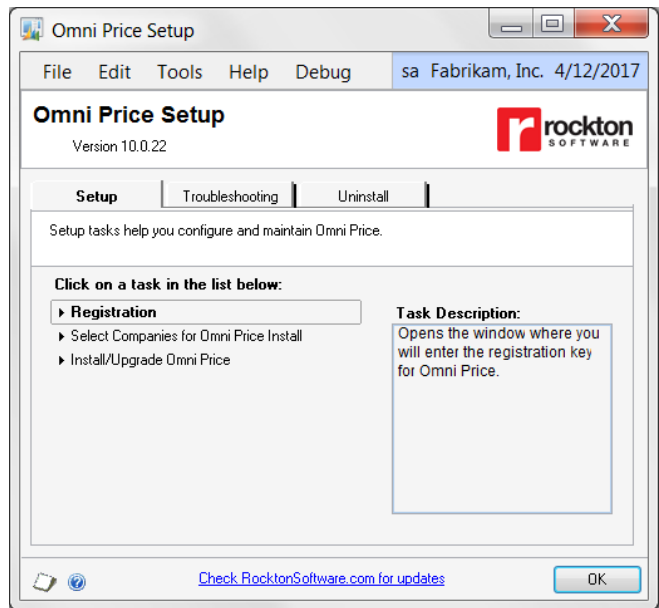 Omni Price Setup
File Edit Tools Help Debug sa Fabrikam, Inc. 4/12/2017
Omni Price Setup
Version 10.0.22
rockton
SOFTWARE
Setup Troubleshooting Uninstall
Setup tasks help you configure and maintain Omni Price.
Click on a task in the list below:
Registration
Select Companies for Omni Price Install
Install/Upgrade Omni Price
Task Description:
Opens the window where you
will enter the registration key
for Omni Price.
Check RocktonSoftware.com for updates
OK